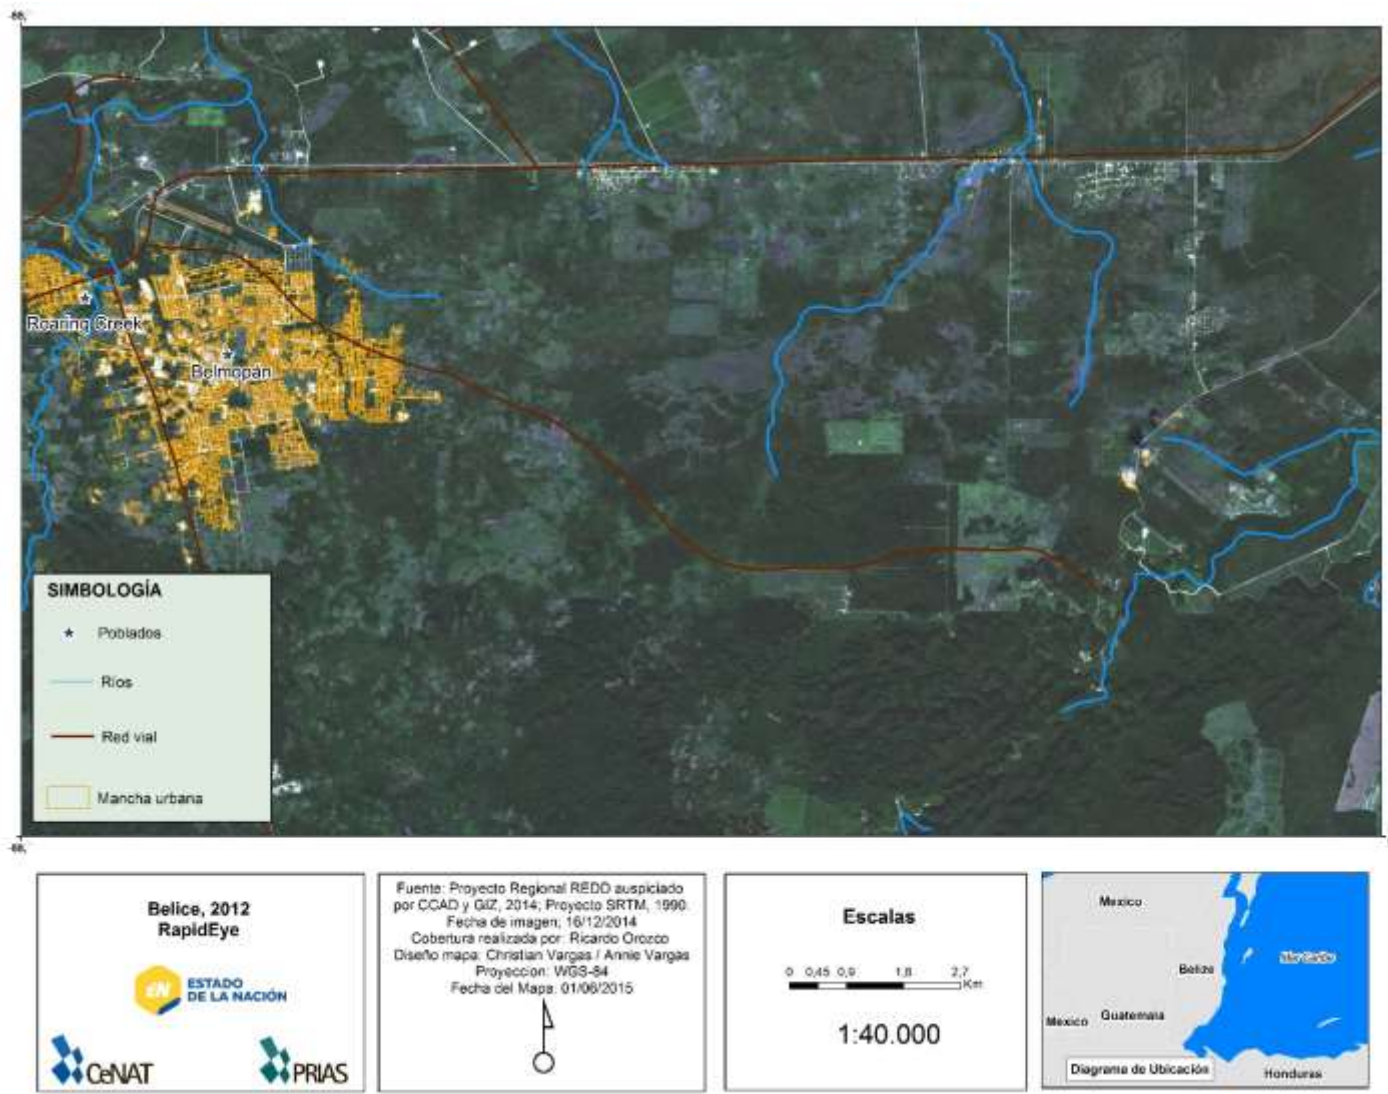 Roaring Creek
Belmopán
SIMBOLOGÍA
Poblados
Ríos
Red vial
Mancha urbana
Belice, 2012
RapidEye
eN ESTADO
DE LA NACIÓN
CeNAT
PRIAS
Fuente: Proyecto Regional REDD auspiciado
por CCAD y GIZ, 2014; Proyecto SRTM, 1990.
Fecha de imagen: 16/12/2014
Cobertura realizada por: Ricardo Orozco
Diseño mapa: Christian Vargas / Annie Vargas
Proyeccion: WGS-84
Fecha del Mapa: 01/06/2015
Escalas
0 0,45 0,9 1,8 2,7
Km
1:40.000
Mexico
Mar Caribe
Belize
Guatemala
Mexico
Diagrama de Ubicación
Honduras